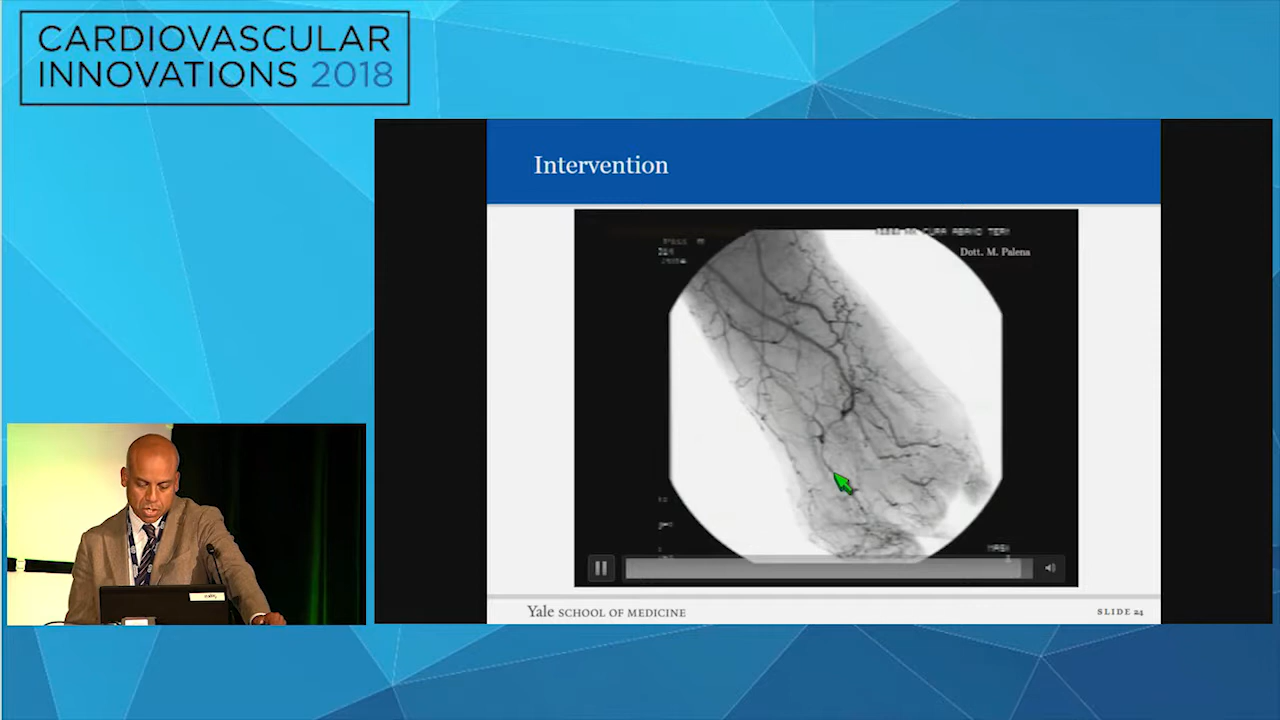 CARDIOVASCULAR
INNOVATIONS 2018
Intervention
Dott. M. Palena
Yale SCHOOL OF MEDICINE
SLIDE 24